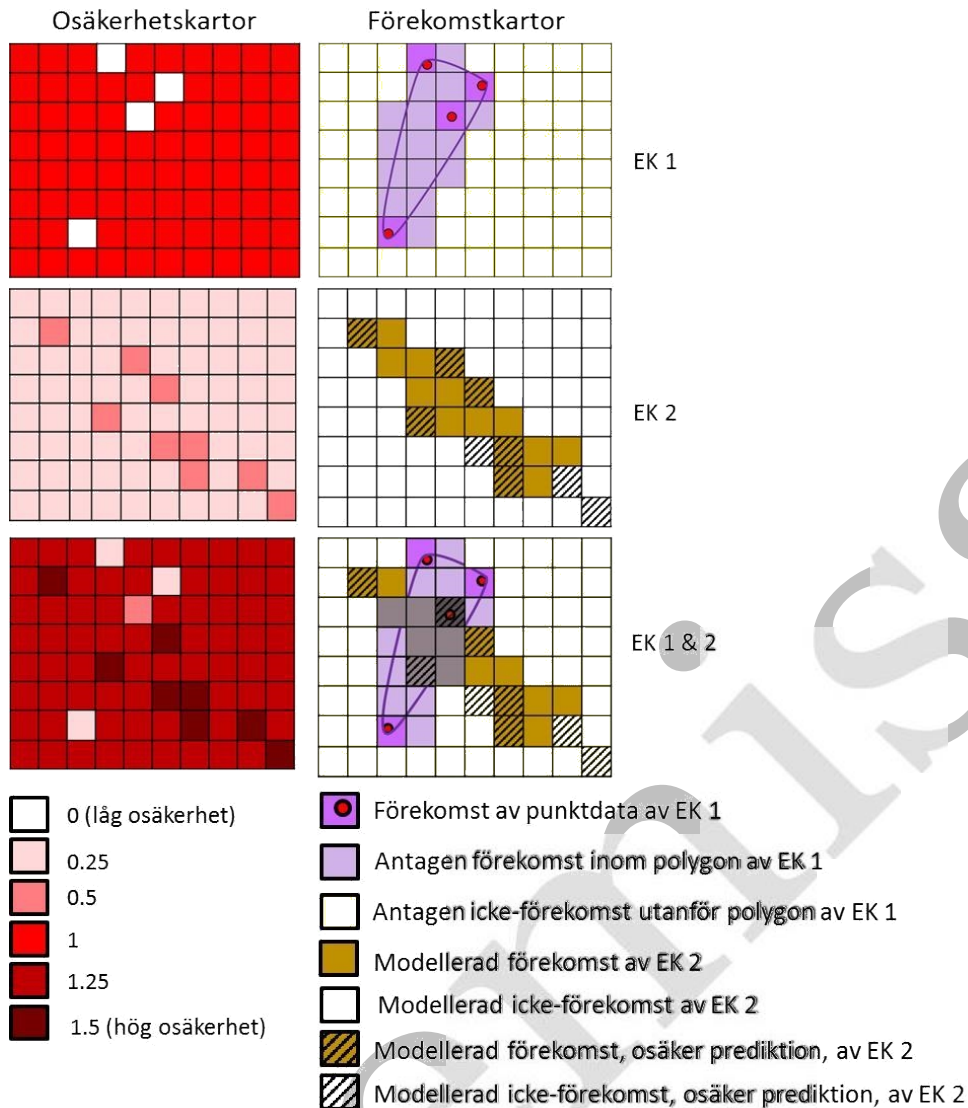 Osäkerhetskartor
Förekomstkartor
EK 1
EK 2
EK 1 & 2
0 (låg osäkerhet)
0.25
0.5
1
1.25
1.5 (hög osäkerhet)
Förekomst av punktdata av EK 1
Antagen förekomst inom polygon av EK 1
Antagen icke-förekomst utanför polygon av EK 1
Modellerad förekomst av EK 2
Modellerad icke-förekomst av EK 2
Modellerad förekomst, osäker prediktion, av EK 2
Modellerad icke-förekomst, osäker prediktion, av EK 2